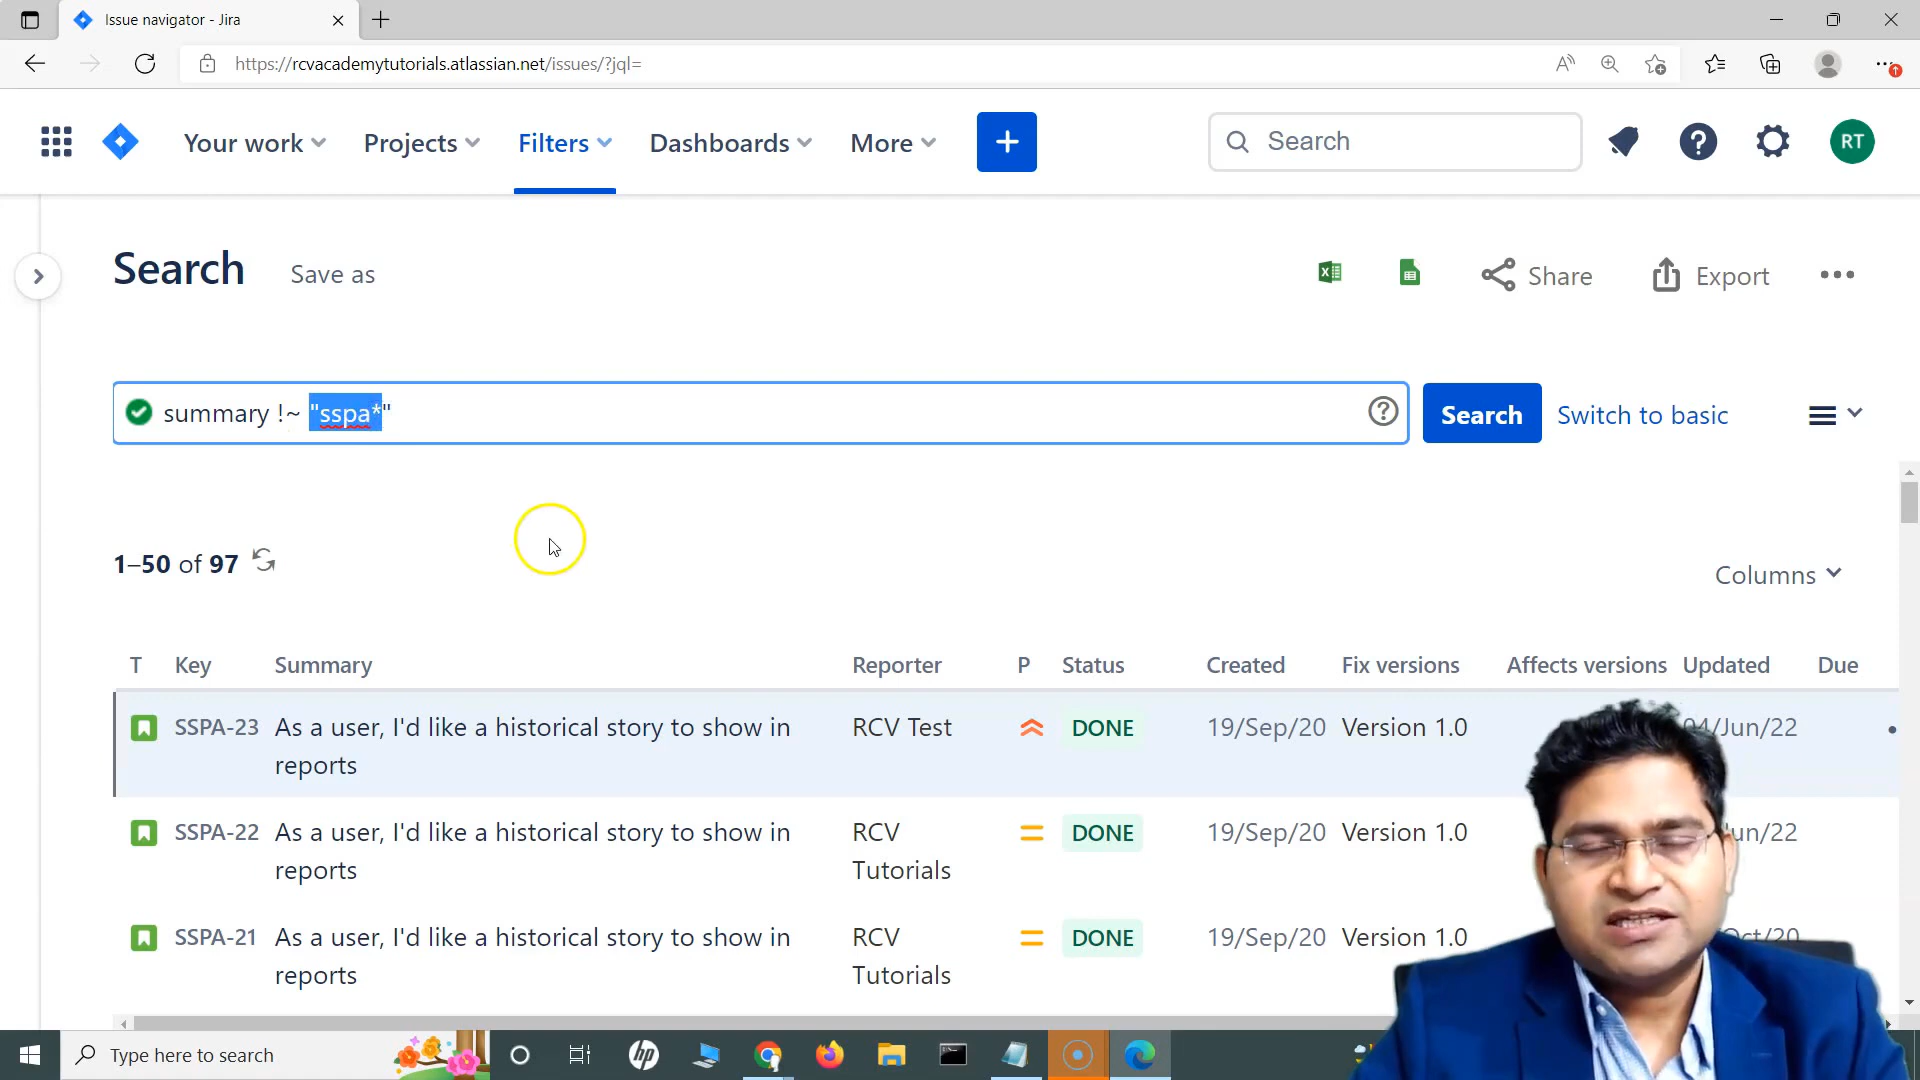 Issue navigator - Jira
https://rcvacademytutorials.atlassian.net/issues/?jql=
Your work Projects Filters Dashboards More + Search RT
Search Save as Share Export
summary !~ "sspa*" Search Switch to basic
1–50 of 97
Columns
T Key Summary Reporter P Status Created Fix versions Affects versions Updated Due
SSPA-23 As a user, I'd like a historical story to show in RCV Test DONE 19/Sep/20 Version 1.0 04/Jun/22
reports
SSPA-22 As a user, I'd like a historical story to show in RCV DONE 19/Sep/20 Version 1.0
reports Tutorials
SSPA-21 As a user, I'd like a historical story to show in RCV DONE 19/Sep/20 Version 1.0
reports Tutorials
Type here to search hp